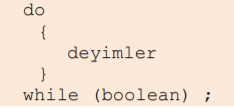 do
{
deyimler
}
while (boolean) ;